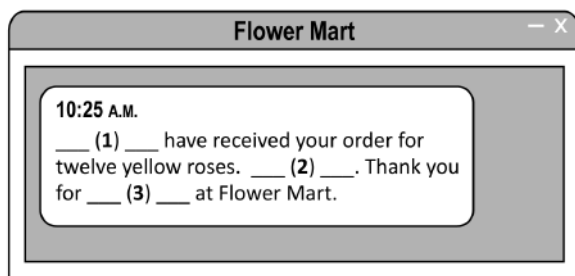 Flower Mart
– X
10:25 A.M.
___ (1) ___ have received your order for
twelve yellow roses. ___ (2) ___. Thank you
for ___ (3) ___ at Flower Mart.